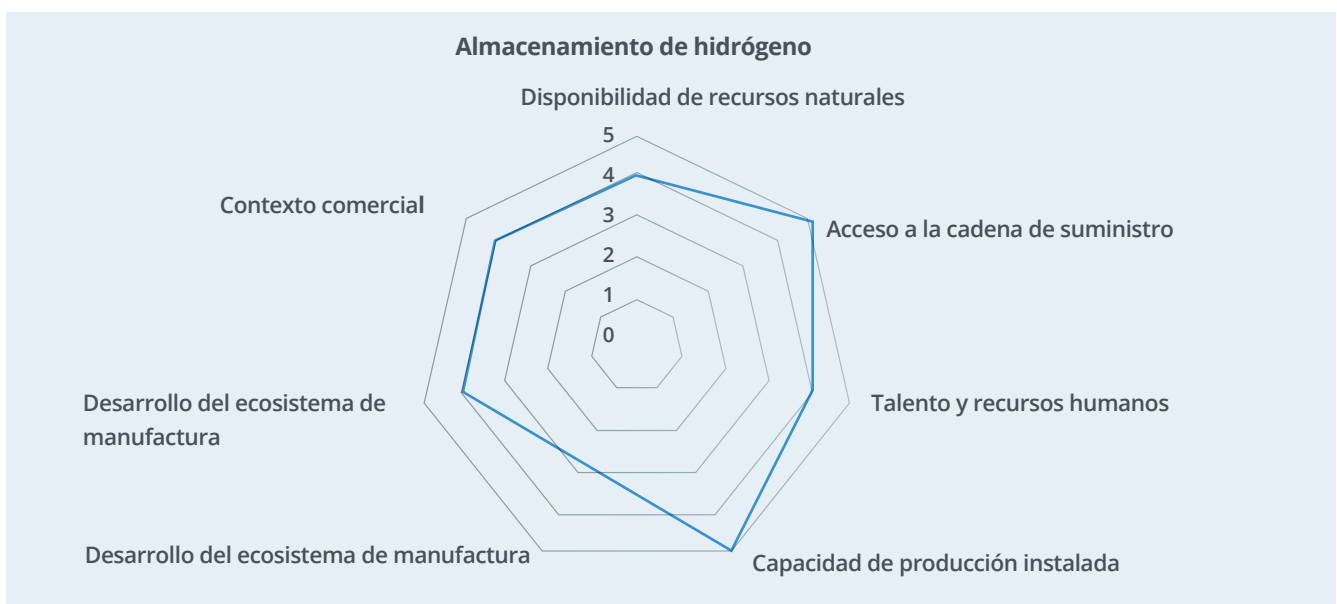 Almacenamiento de hidrógeno
Disponibilidad de recursos naturales
5
4
3
2
1
0
Contexto comercial
Acceso a la cadena de suministro
Desarrollo del ecosistema de
manufactura
Talento y recursos humanos
Desarrollo del ecosistema de manufactura
Capacidad de producción instalada